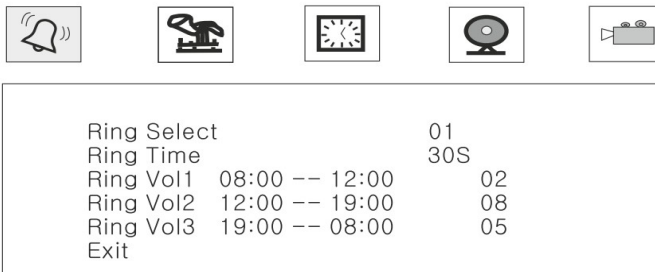 Ring Select 01
Ring Time 30S
Ring Vol1 08:00 -- 12:00 02
Ring Vol2 12:00 -- 19:00 08
Ring Vol3 19:00 -- 08:00 05
Exit